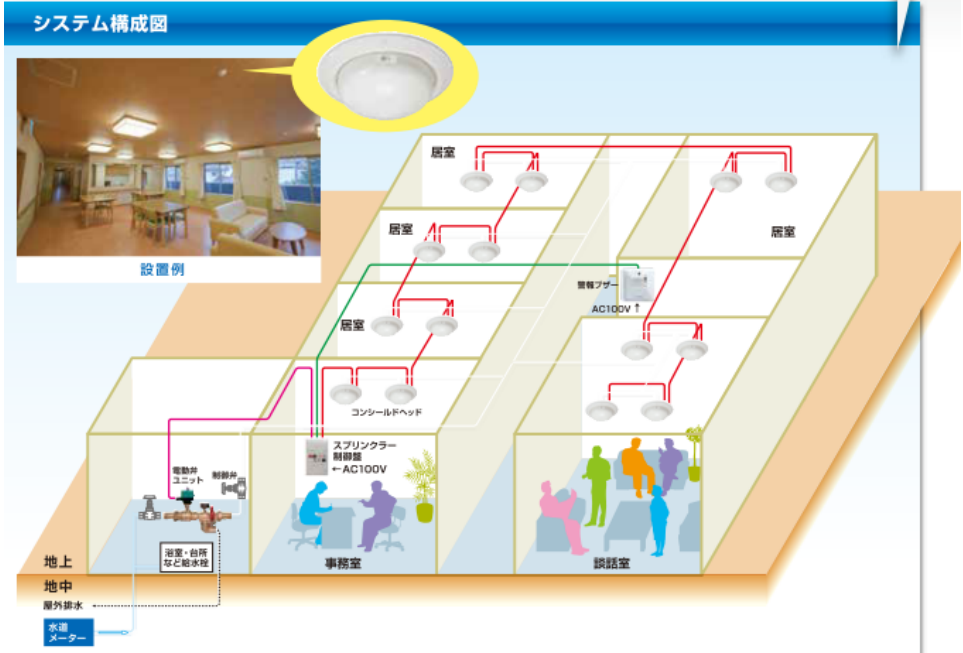 システム構成図
設置例
居室
居室
居室
居室
警報ブザー
AC100V↑
コンシールドヘッド
スプリンクラー
制御盤
←AC100V
電動弁
ユニット
制御弁
浴室・台所
など給水栓
事務室
談話室
地上
地中
屋外排水
水道
メーター